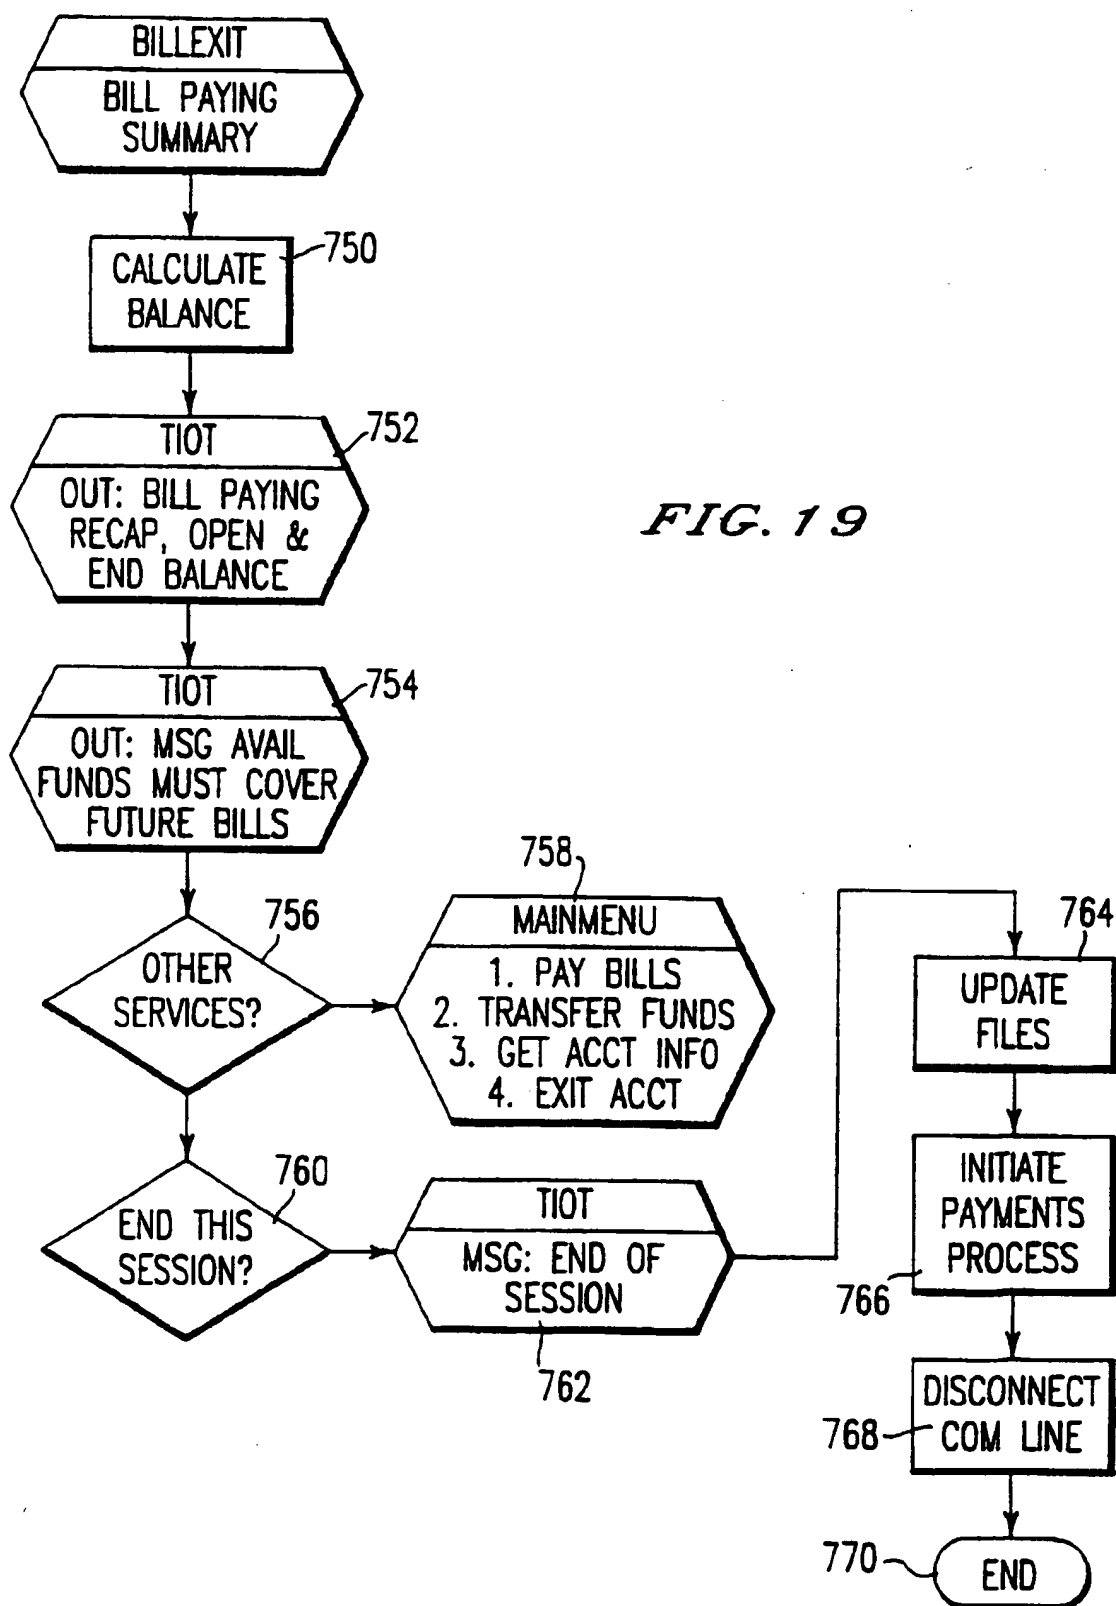 BILLEXIT
BILL PAYING
SUMMARY
750
CALCULATE
BALANCE
752
TIOT
OUT: BILL PAYING
RECAP, OPEN &
END BALANCE
FIG. 19
754
TIOT
OUT: MSG AVAIL
FUNDS MUST COVER
FUTURE BILLS
756
OTHER
SERVICES?
758
MAINMENU
1. PAY BILLS
2. TRANSFER FUNDS
3. GET ACCT INFO
4. EXIT ACCT
760
END THIS
SESSION?
TIOT
MSG: END OF
SESSION
762
764
UPDATE
FILES
INITIATE
PAYMENTS
PROCESS
766
DISCONNECT
COM LINE
768
770
END